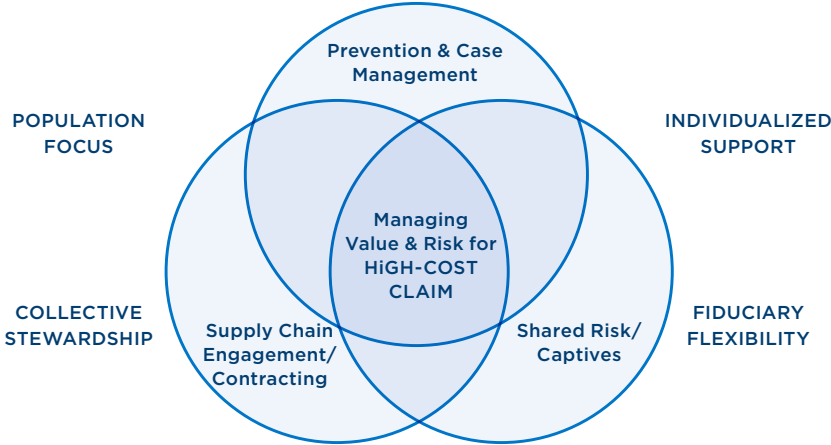 Prevention & Case
Management
POPULATION
FOCUS
INDIVIDUALIZED
SUPPORT
Managing
Value & Risk for
HiGH-COST
CLAIM
COLLECTIVE
STEWARDSHIP
Supply Chain
Engagement/
Contracting
Shared Risk/
Captives
FIDUCIARY
FLEXIBILITY